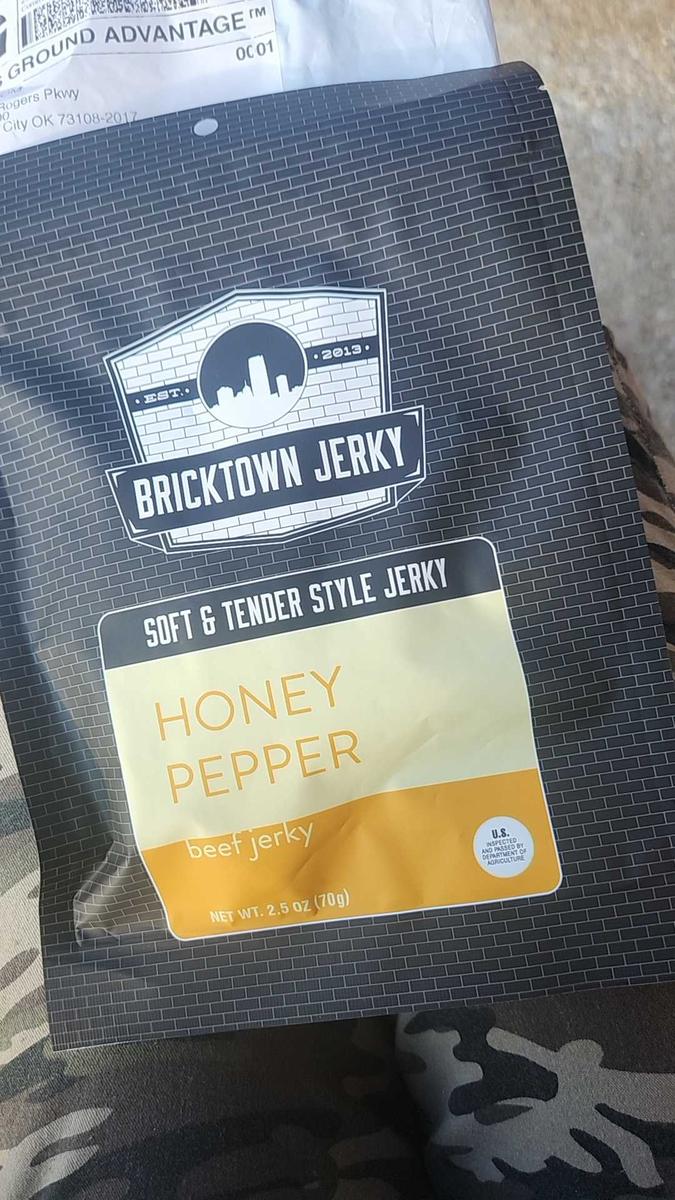 GROUND ADVANTAGE™
0001
Rogers Pkwy
City OK 73108-2017
EST. 2013
BRICKTOWN JERKY
SOFT & TENDER STYLE JERKY
HONEY
PEPPER
beef jerky
NET WT. 2.5 OZ (70g)
U.S.
INSPECTED
AND PASSED BY
DEPARTMENT OF
AGRICULTURE